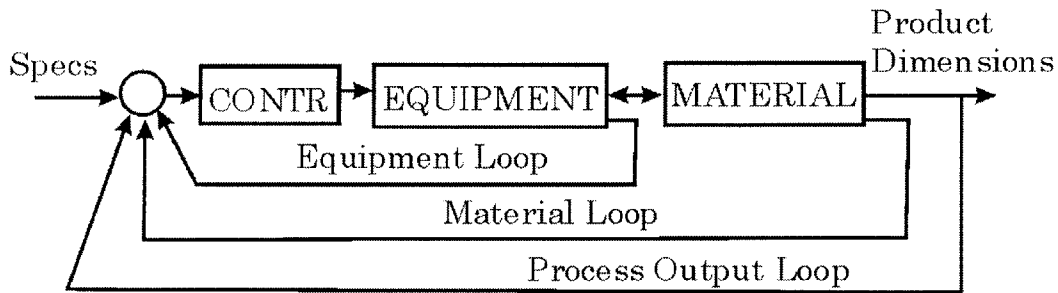 Product
Dimensions
Specs
CONTR
EQUIPMENT
MATERIAL
Equipment Loop
Material Loop
Process Output Loop